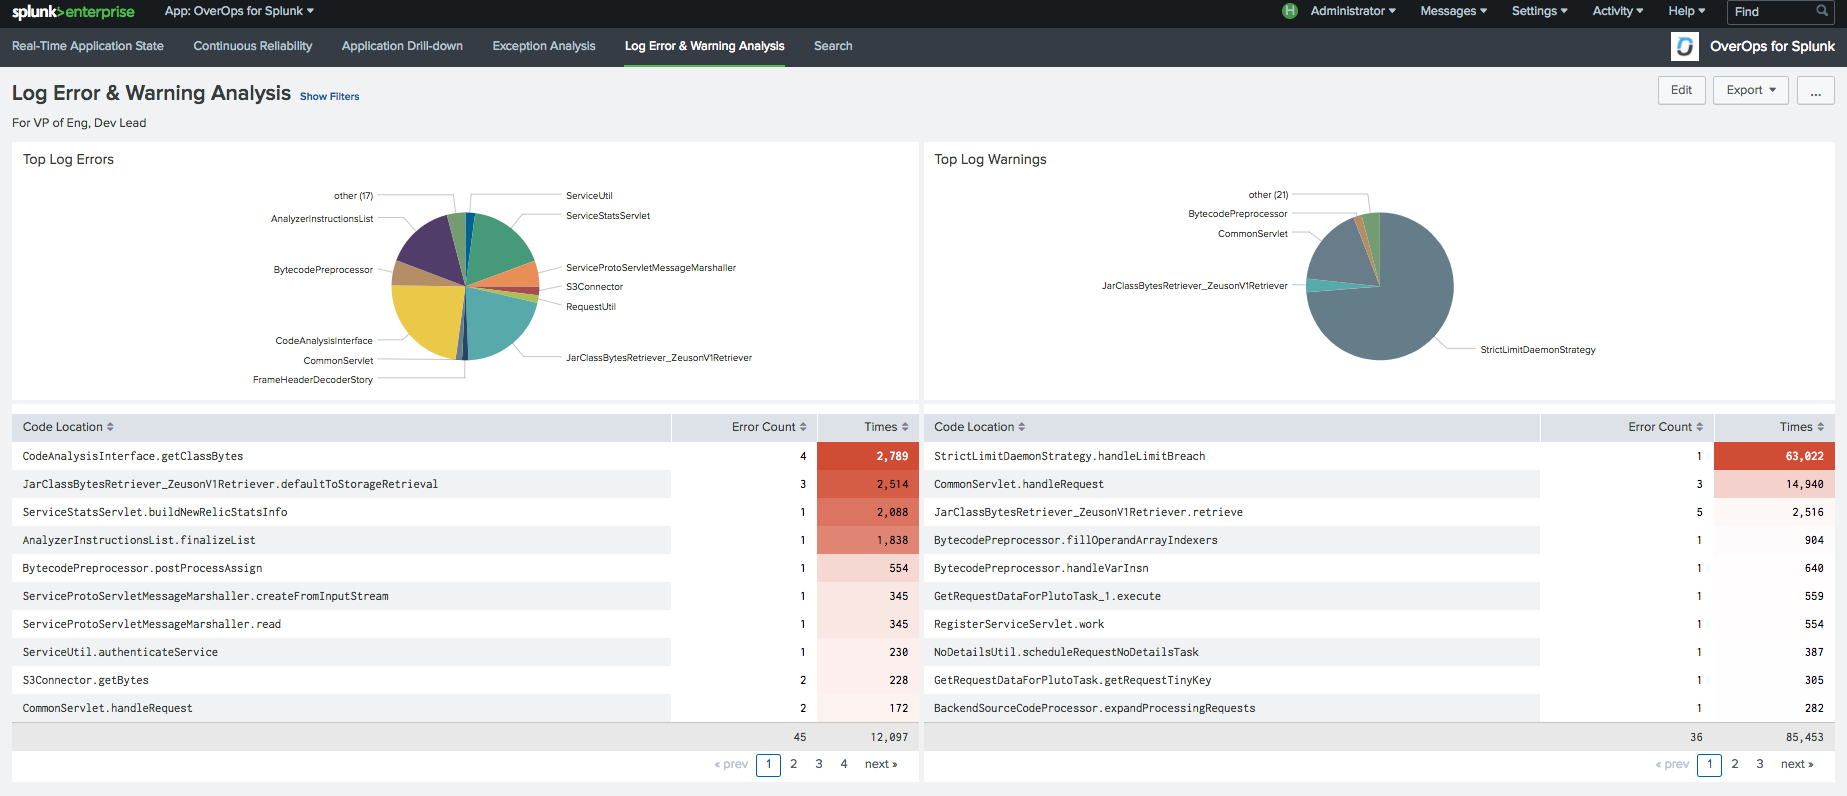 splunk>enterprise App: OverOps for Splunk ▾ H Administrator ▾ Messages ▾ Settings ▾ Activity ▾ Help ▾ Find
Real-Time Application State Continuous Reliability Application Drill-down Exception Analysis Log Error & Warning Analysis Search OverOps for Splunk
Log Error & Warning Analysis Show Filters Edit Export ▾ ...
For VP of Eng, Dev Lead
Top Log Errors
other (17)
AnalyzerInstructionsList
BytecodePreprocessor
CodeAnalysisInterface
CommonServlet
FrameHeaderDecoderStory
ServiceUtil
ServiceStatsServlet
ServiceProtoServletMessageMarshaller
S3Connector
RequestUtil
JarClassBytesRetriever_ZeusonV1Retriever
Top Log Warnings
other (21)
BytecodePreprocessor
CommonServlet
JarClassBytesRetriever_ZeusonV1Retriever
StrictLimitDaemonStrategy
Code Location Error Count Times
CodeAnalysisInterface.getClassBytes 4 2,789
JarClassBytesRetriever_ZeusonV1Retriever.defaultToStorageRetrieval 3 2,514
ServiceStatsServlet.buildNewRelicStatsInfo 1 2,088
AnalyzerInstructionsList.finalizeList 1 1,838
BytecodePreprocessor.postProcessAssign 1 554
ServiceProtoServletMessageMarshaller.createFromInputStream 1 345
ServiceProtoServletMessageMarshaller.read 1 345
ServiceUtil.authenticateService 1 230
S3Connector.getBytes 2 228
CommonServlet.handleRequest 2 172
45 12,097
« prev 1 2 3 4 next »
Code Location Error Count Times
StrictLimitDaemonStrategy.handleLimitBreach 1 63,022
CommonServlet.handleRequest 3 14,940
JarClassBytesRetriever_ZeusonV1Retriever.retrieve 5 2,516
BytecodePreprocessor.fillOperandArrayIndexers 1 904
BytecodePreprocessor.handleVarInsn 1 640
GetRequestDataForPlutoTask_1.execute 1 559
RegisterServiceServlet.work 1 554
NoDetailsUtil.scheduleRequestNoDetailsTask 1 387
GetRequestDataForPlutoTask.getRequestTinyKey 1 305
BackendSourceCodeProcessor.expandProcessingRequests 1 282
36 85,453
« prev 1 2 3 next »